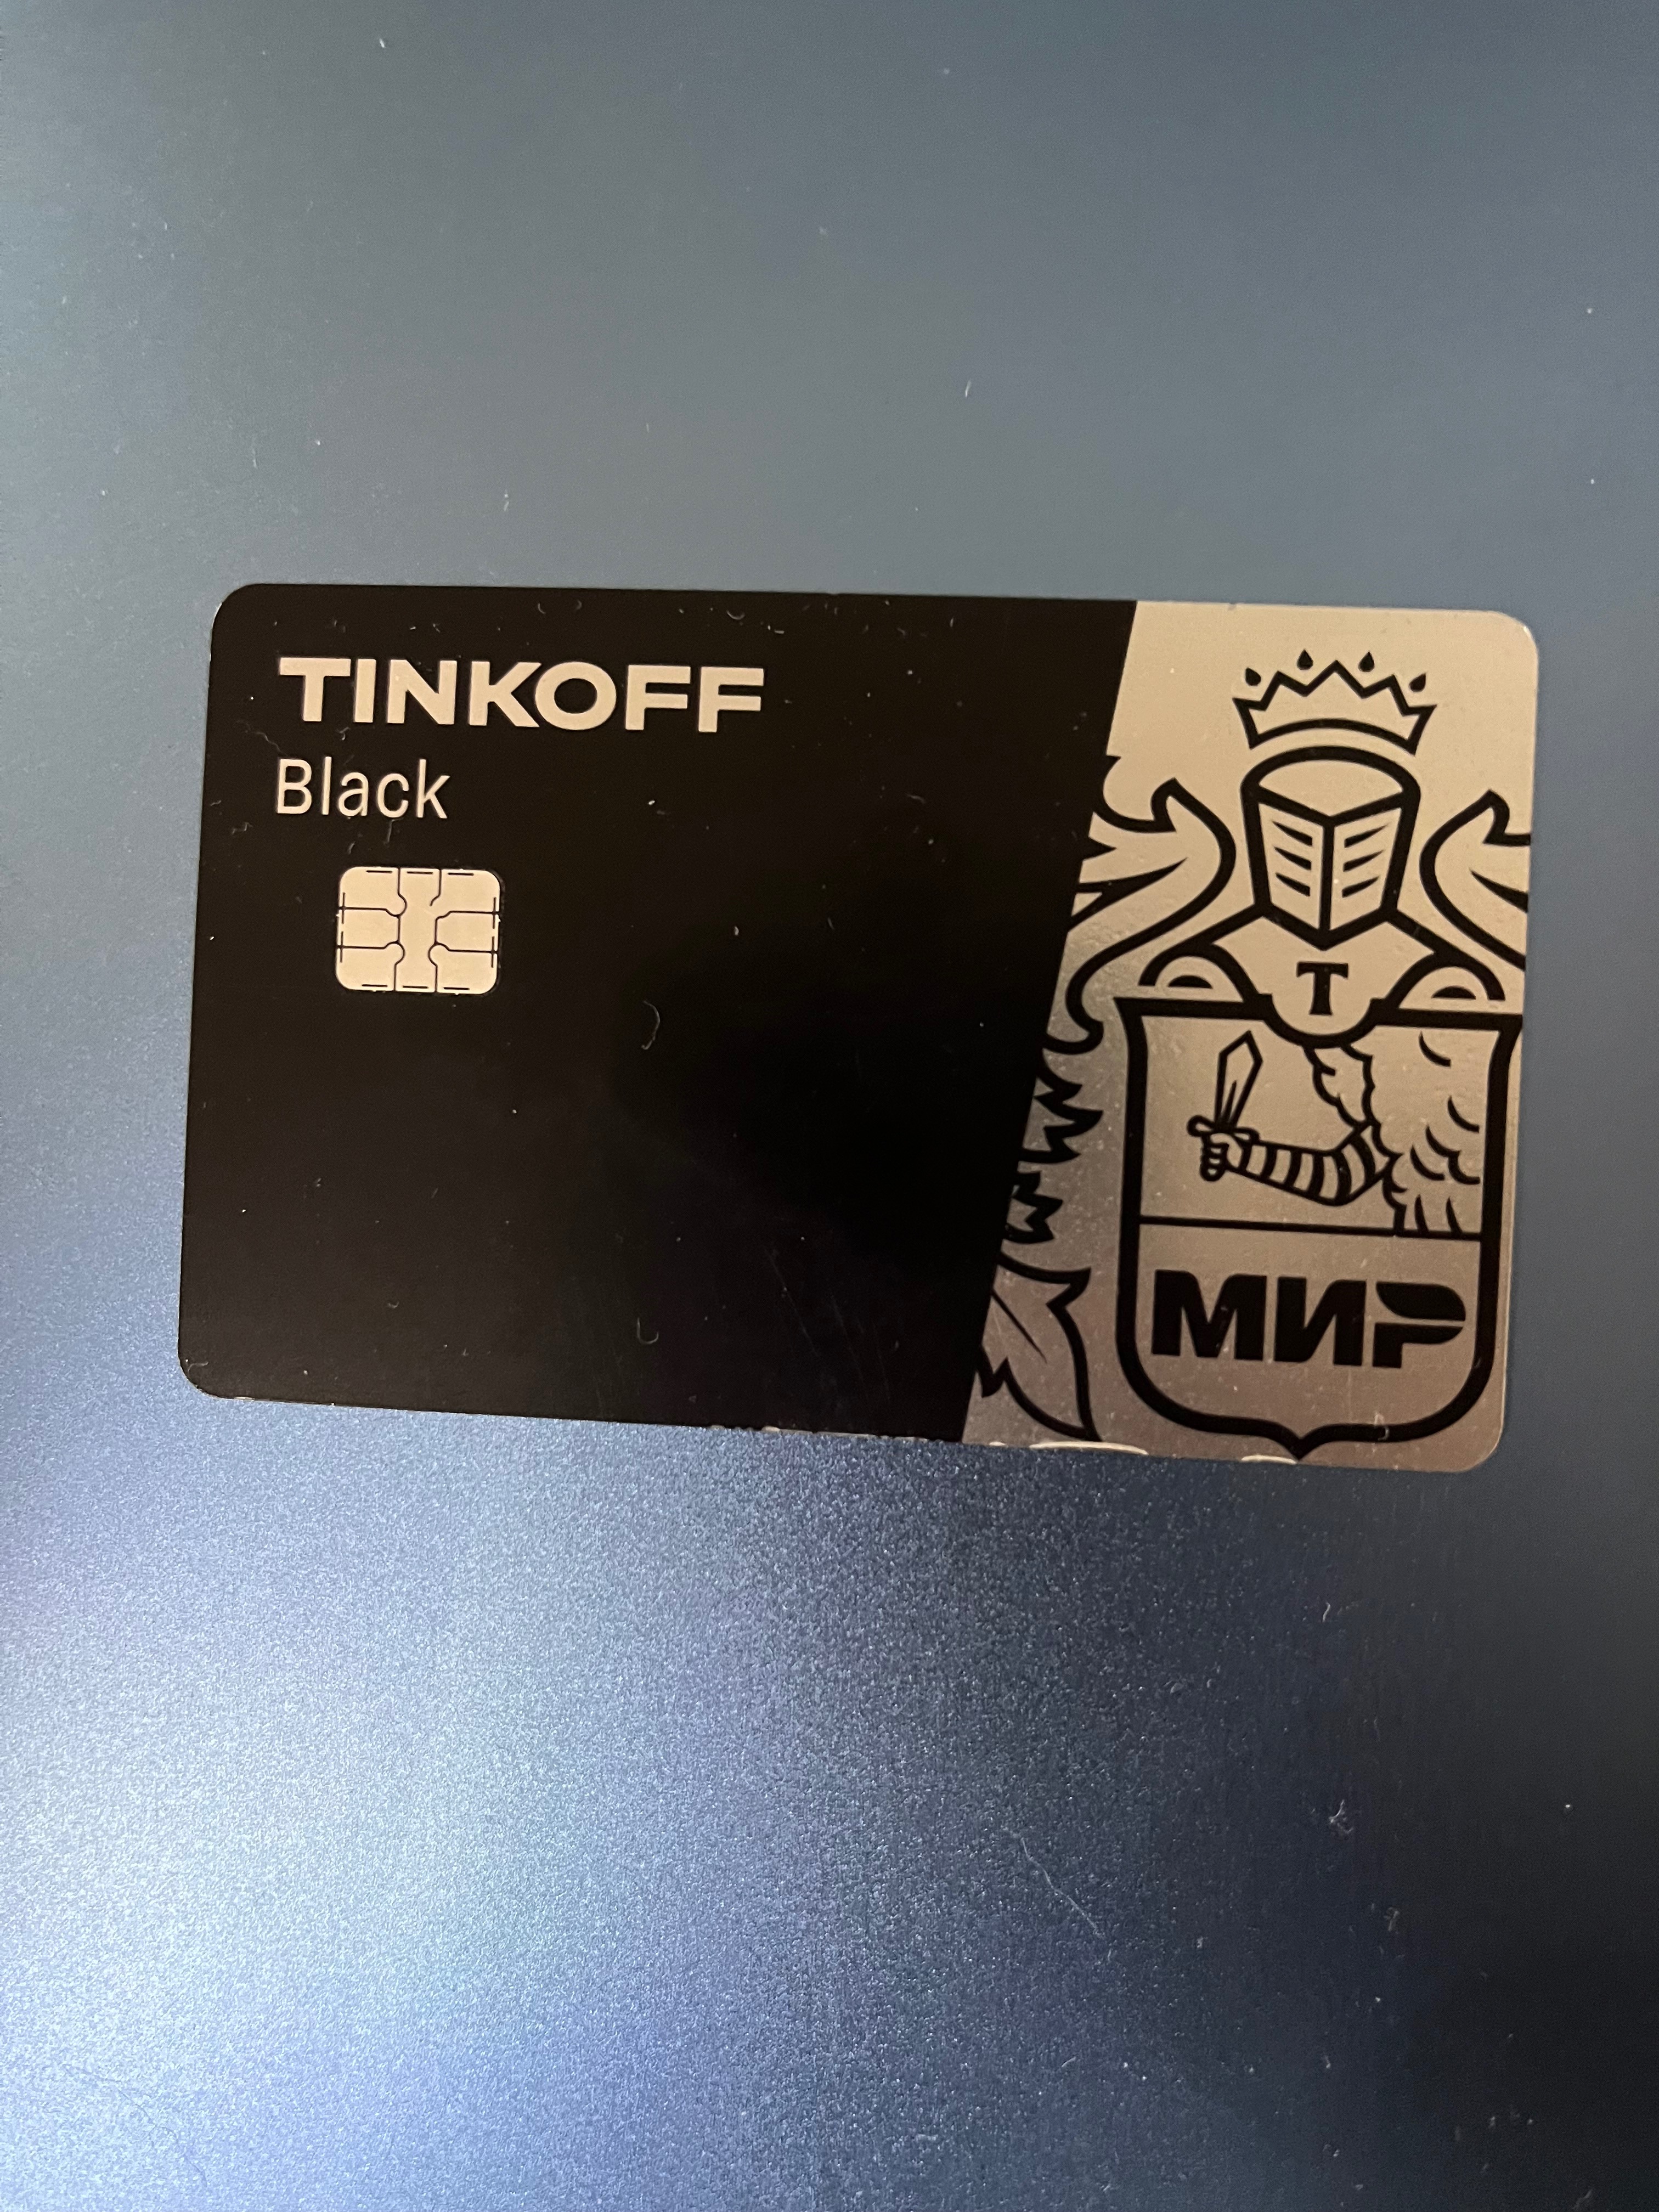 TINKOFF
Black
T
МИР